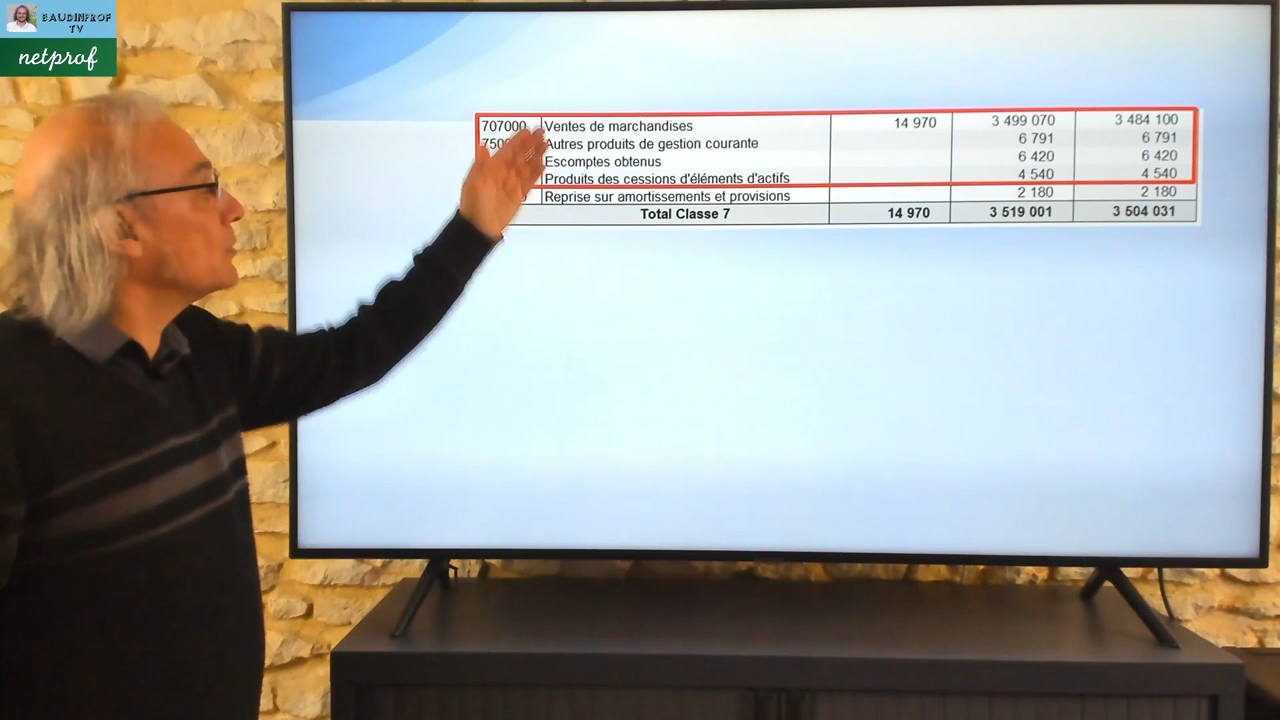 BAUDINPROF
TV
netprof
707000 Ventes de marchandises 14 970 3 499 070 3 484 100
Autres produits de gestion courante 6 791 6 791
Escomptes obtenus 6 420 6 420
Produits des cessions d'éléments d'actifs 4 540 4 540
Reprise sur amortissements et provisions 2 180 2 180
Total Classe 7 14 970 3 519 001 3 504 031